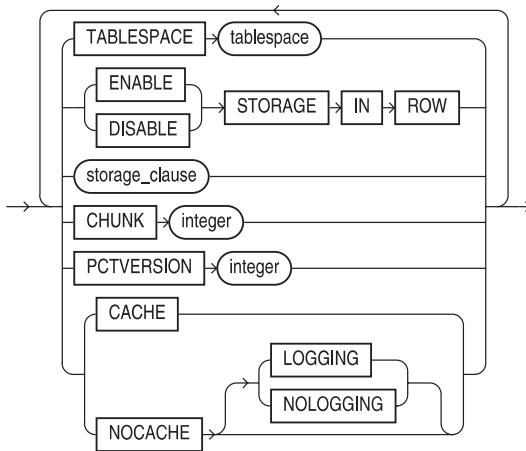 TABLESPACE tablespace
ENABLE
DISABLE
STORAGE IN ROW
storage_clause
CHUNK integer
PCTVERSION integer
CACHE
LOGGING
NOLOGGING
NOCACHE